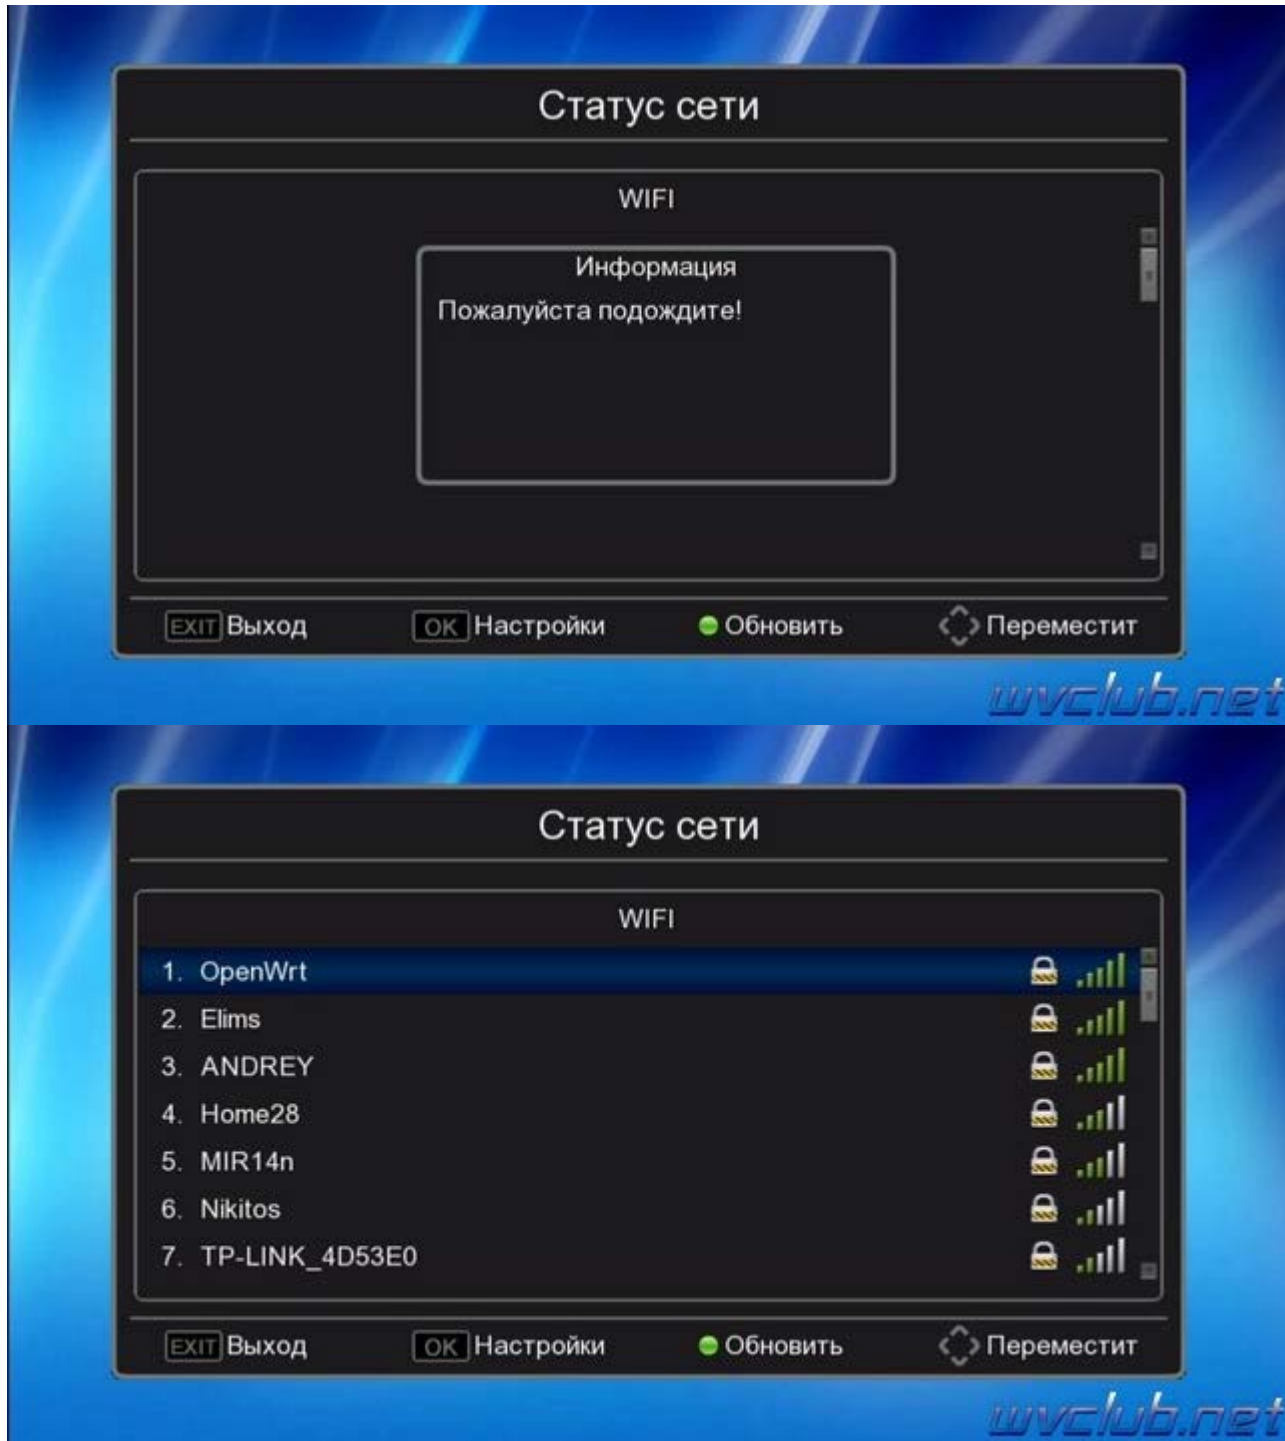 Статус сети
WIFI
Информация
Пожалуйста подождите!
EXIT Выход OK Настройки Обновить Переместит
wvclub.net
Статус сети
WIFI
1. OpenWrt
2. Elims
3. ANDREY
4. Home28
5. MIR14n
6. Nikitos
7. TP-LINK_4D53E0
EXIT Выход OK Настройки Обновить Переместит
wvclub.net